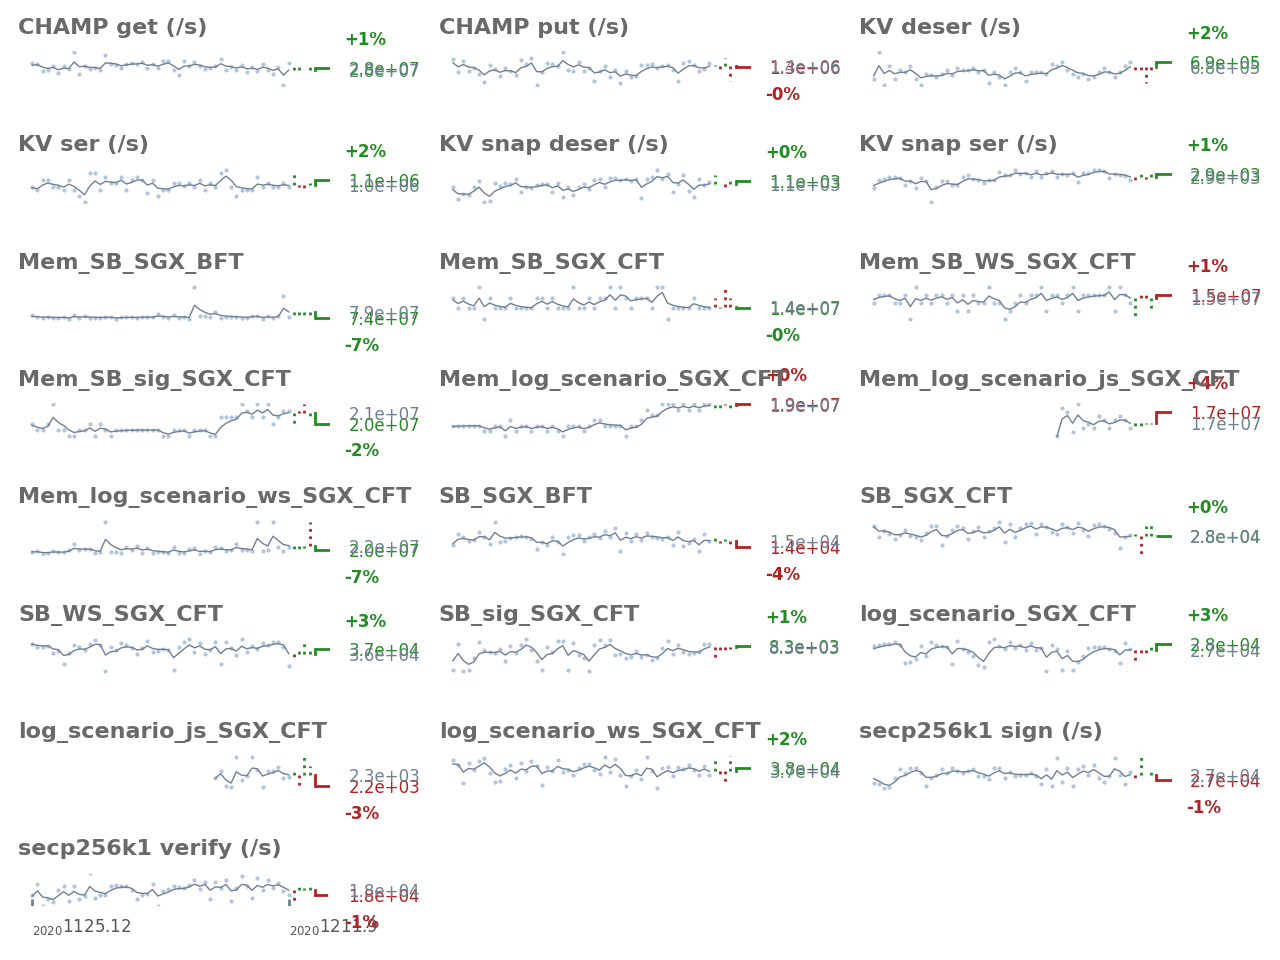 CHAMP get (/s)
+1%
2.8e+07
2.8e+07
CHAMP put (/s)
1.4e+06
1.3e+06
-0%
KV deser (/s)
+2%
6.9e+05
6.8e+05
KV ser (/s)
+2%
1.1e+06
1.0e+06
KV snap deser (/s)
+0%
1.1e+03
1.1e+03
KV snap ser (/s)
+1%
2.9e+03
2.9e+03
Mem_SB_SGX_BFT
7.9e+07
7.4e+07
-7%
Mem_SB_SGX_CFT
1.4e+07
1.4e+07
-0%
Mem_SB_WS_SGX_CFT
+1%
1.5e+07
1.5e+07
Mem_SB_sig_SGX_CFT
2.1e+07
2.0e+07
-2%
Mem_log_scenario_SGX_CFT
+0%
1.9e+07
1.9e+07
Mem_log_scenario_js_SGX_CFT
+4%
1.7e+07
1.7e+07
Mem_log_scenario_ws_SGX_CFT
2.2e+07
2.0e+07
-7%
SB_SGX_BFT
1.5e+04
1.4e+04
-4%
SB_SGX_CFT
+0%
2.8e+04
2.8e+04
SB_WS_SGX_CFT
+3%
3.7e+04
3.6e+04
SB_sig_SGX_CFT
+1%
8.3e+03
8.3e+03
log_scenario_SGX_CFT
+3%
2.8e+04
2.7e+04
log_scenario_js_SGX_CFT
2.3e+03
2.2e+03
-3%
log_scenario_ws_SGX_CFT
+2%
3.8e+04
3.7e+04
secp256k1 sign (/s)
2.7e+04
2.7e+04
-1%
secp256k1 verify (/s)
1.8e+04
1.8e+04
-1%
2020 1125.12
2020 1211.9